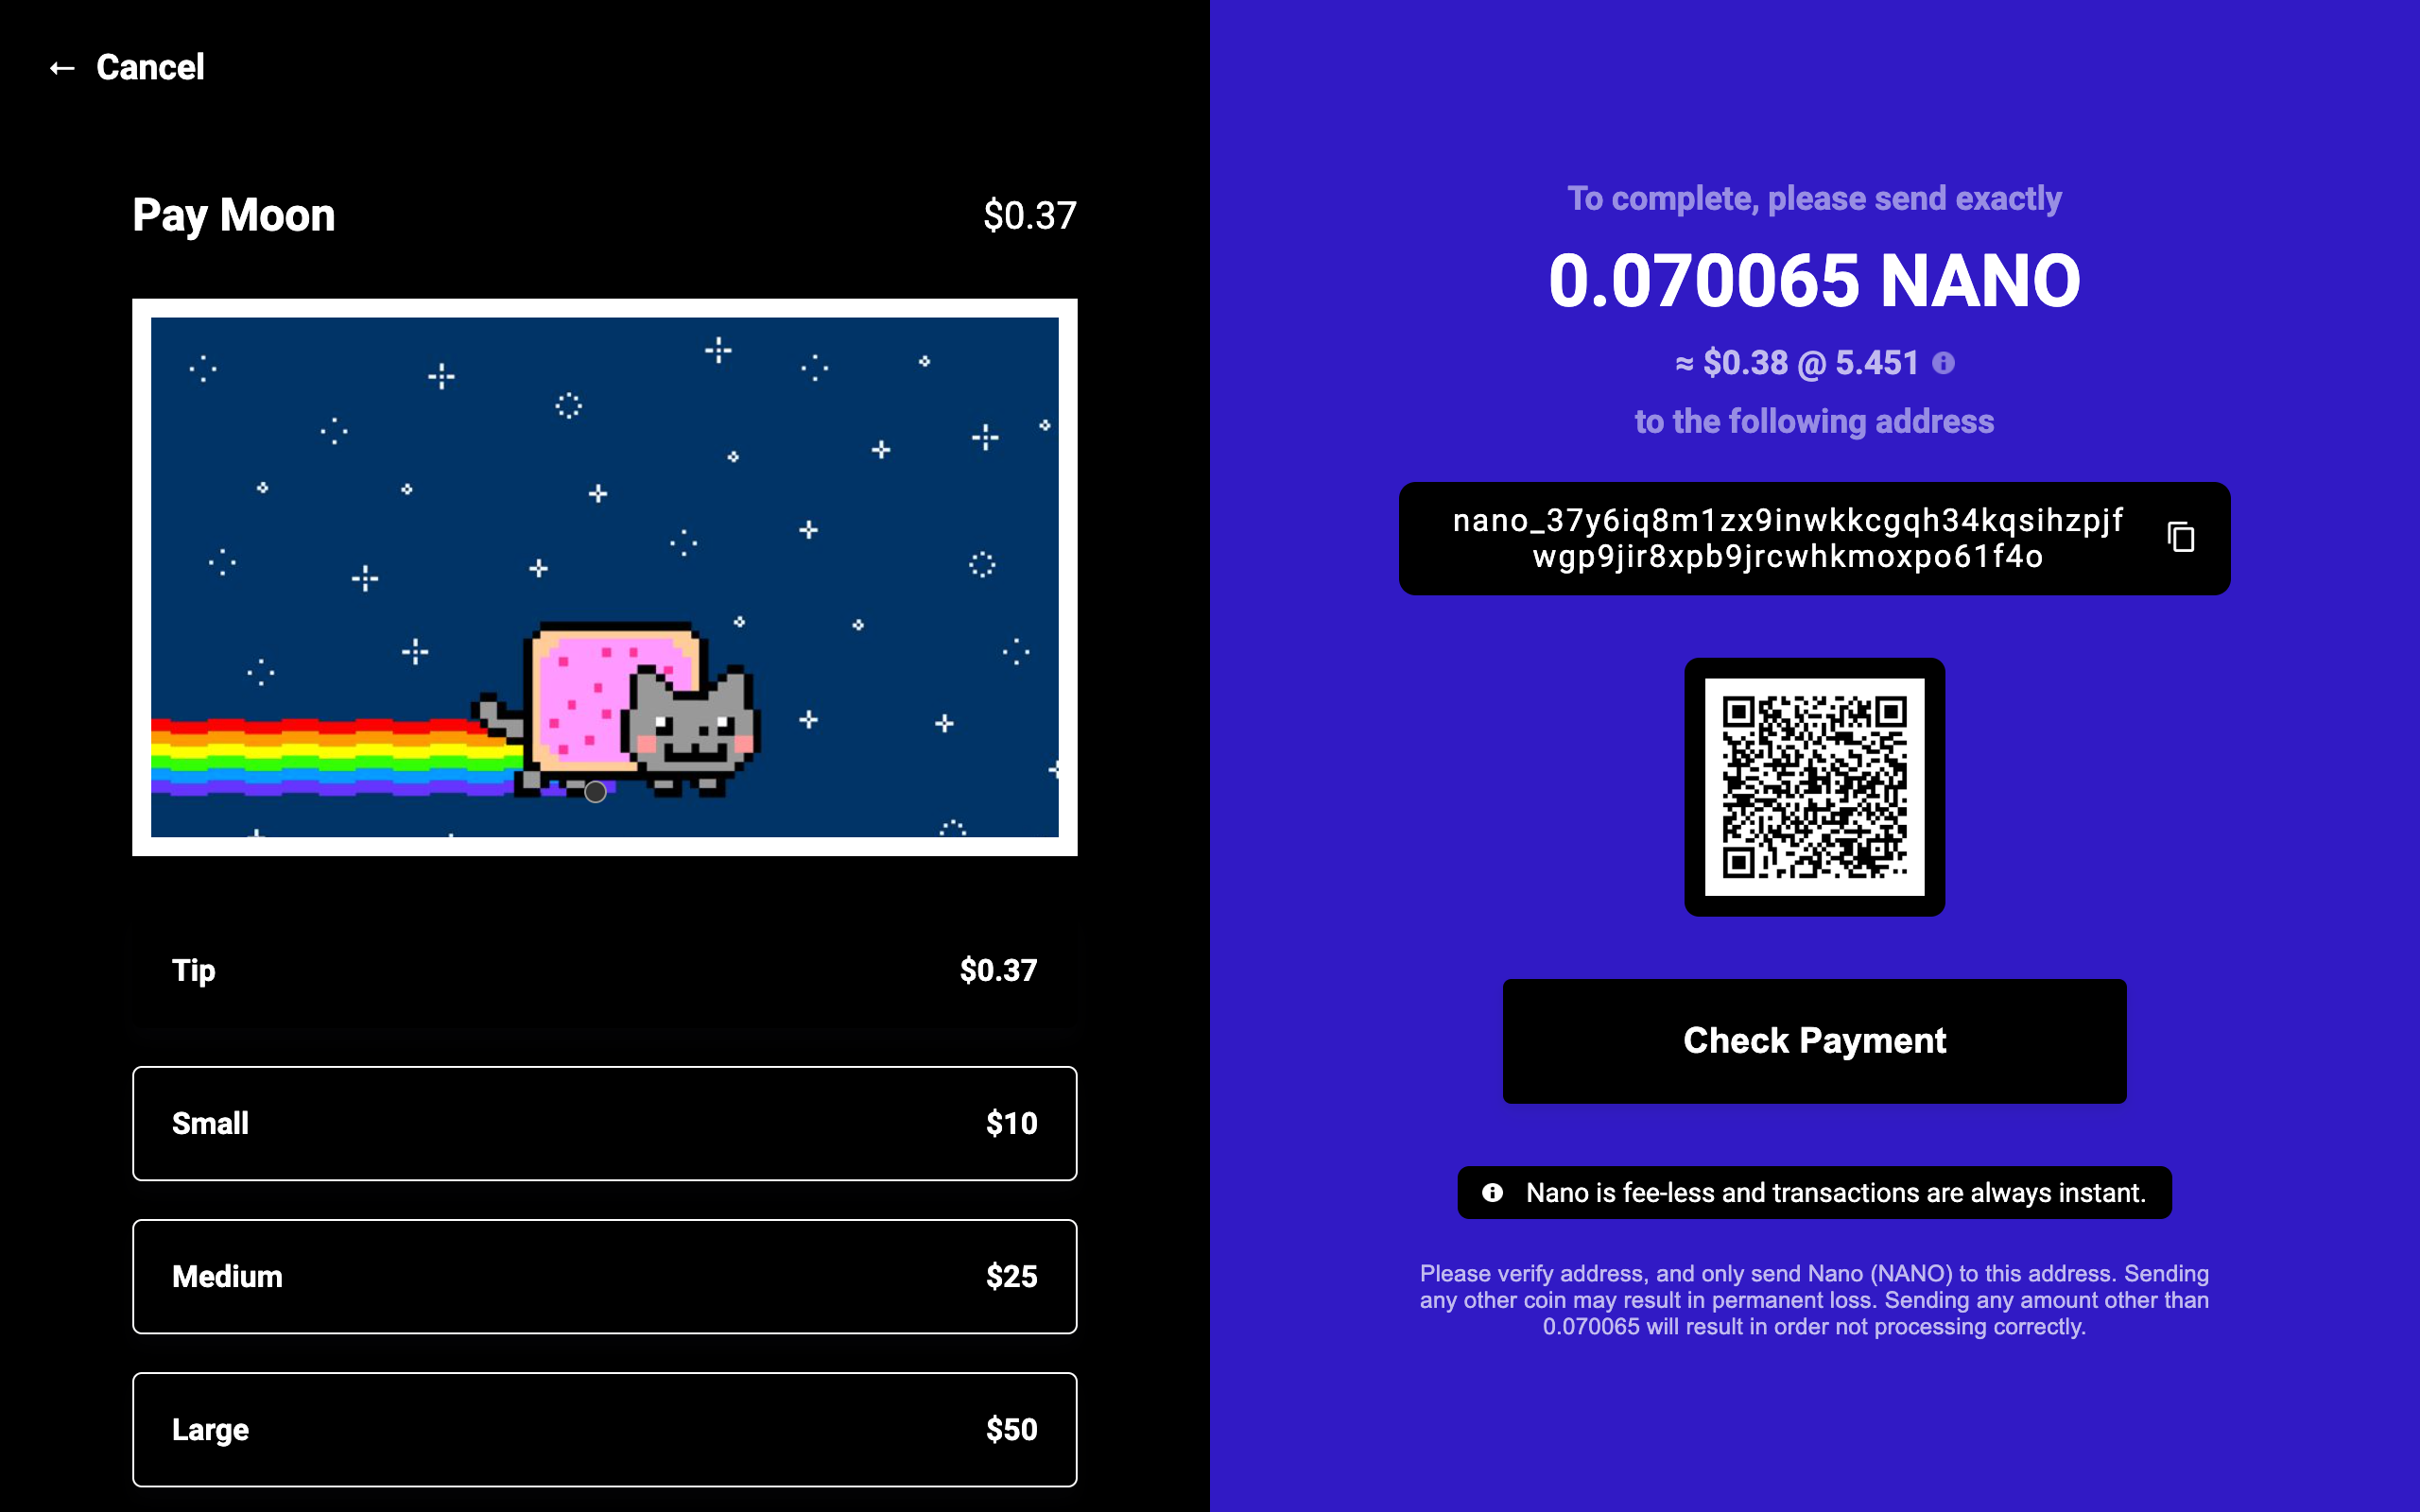 ← Cancel
Pay Moon
$0.37
Tip
$0.37
Small
$10
Medium
$25
Large
$50
To complete, please send exactly
0.070065 NANO
≈ $0.38 @ 5.451
to the following address
nano_37y6iq8m1zx9inwkkcgqh34kqsihzpjf
wgp9jir8xpb9jrcwhkmoxpo61f4o
Check Payment
Nano is fee-less and transactions are always instant.
Please verify address, and only send Nano (NANO) to this address. Sending
any other coin may result in permanent loss. Sending any amount other than
0.070065 will result in order not processing correctly.